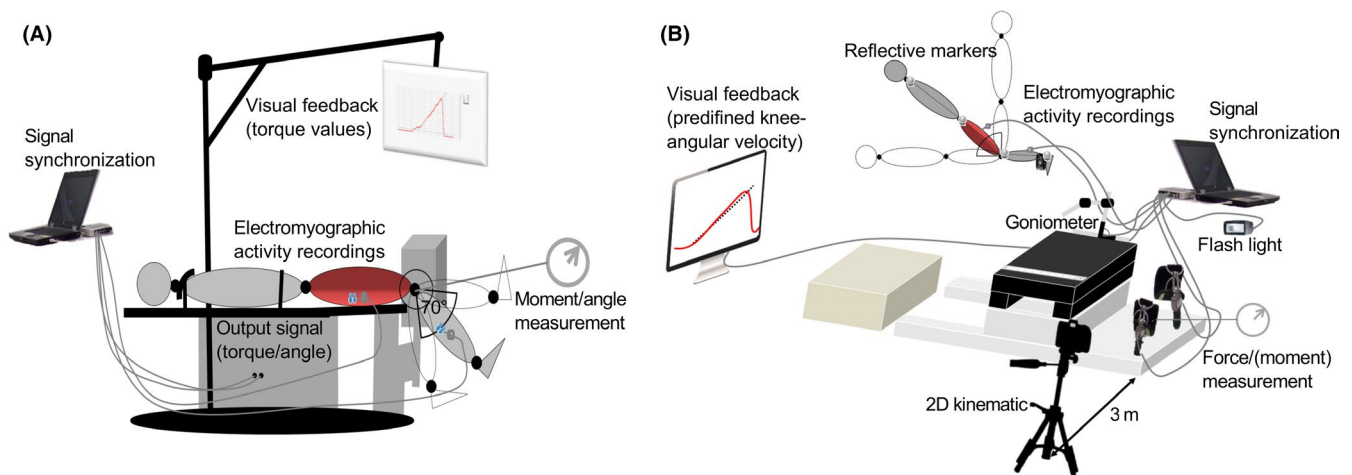 (A)
Visual feedback
(torque values)
Signal
synchronization
Electromyographic
activity recordings
70°
Moment/angle
measurement
Output signal
(torque/angle)
(B)
Reflective markers
Visual feedback
(predifined knee-
angular velocity)
Electromyographic
activity recordings
Signal
synchronization
Goniometer
Flash light
Force/(moment)
measurement
2D kinematic
3 m